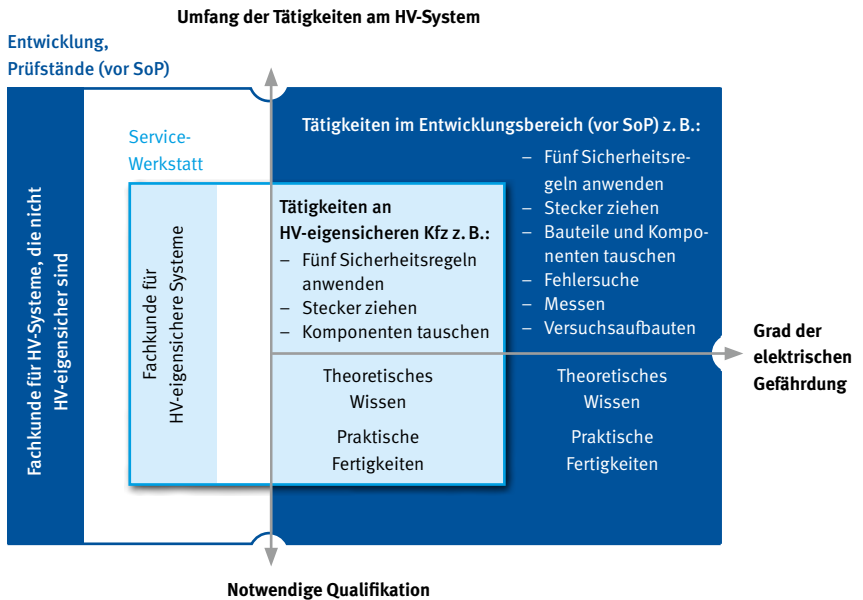 Umfang der Tätigkeiten am HV-System
Entwicklung,
Prüfstände (vor SoP)
Fachkunde für HV-Systeme, die nicht
HV-eigensicher sind
Service-
Werkstatt
Fachkunde für
HV-eigensichere Systeme
Tätigkeiten an
HV-eigensicheren Kfz z. B.:
– Fünf Sicherheitsregeln
anwenden
– Stecker ziehen
– Komponenten tauschen
Theoretisches
Wissen
Praktische
Fertigkeiten
Tätigkeiten im Entwicklungsbereich (vor SoP) z. B.:
– Fünf Sicherheitsre-
geln anwenden
– Stecker ziehen
– Bauteile und Kompo-
nenten tauschen
– Fehlersuche
– Messen
– Versuchsaufbauten
Theoretisches
Wissen
Praktische
Fertigkeiten
Grad der
elektrischen
Gefährdung
Notwendige Qualifikation